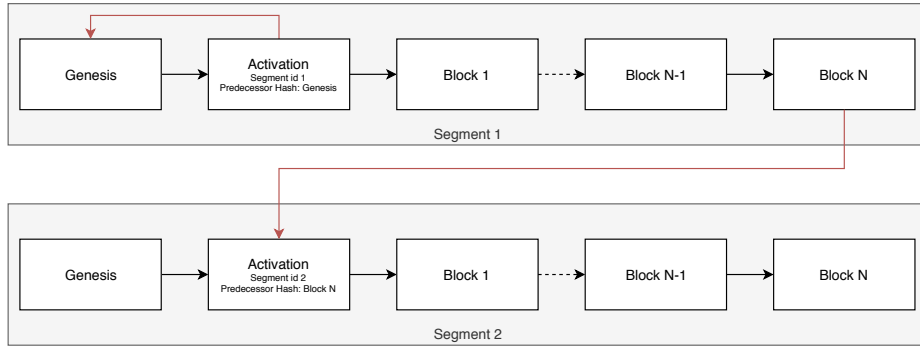 Genesis
Activation
Segment id 1
Predecessor Hash: Genesis
Block 1
Block N-1
Block N
Segment 1
Genesis
Activation
Segment id 2
Predecessor Hash: Block N
Block 1
Block N-1
Block N
Segment 2